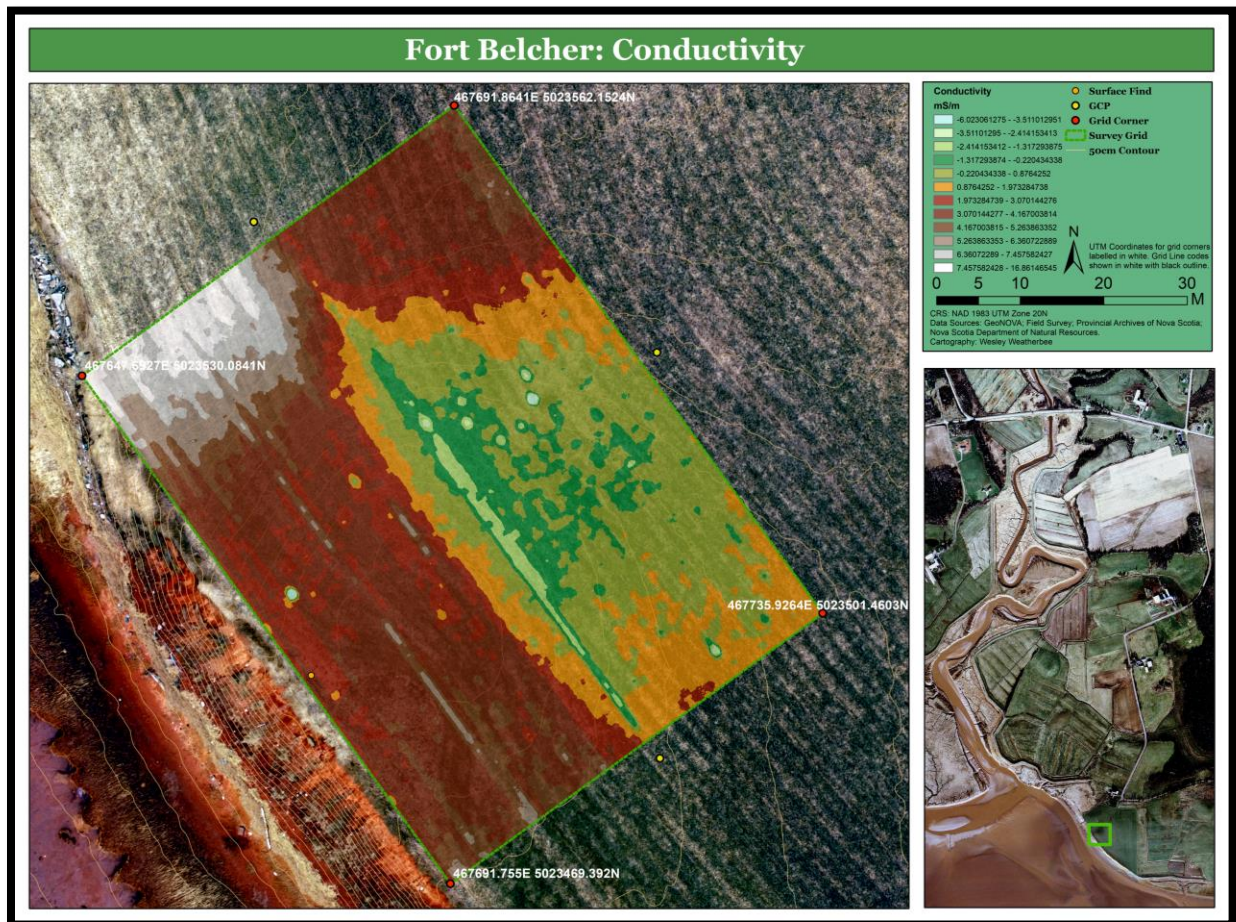 Fort Belcher: Conductivity
467691.8641E 5023562.1524N
5023530.0841N
467735.9264E 5023501.4603N
467691.755E 5023469.392N
Conductivity
mS/m
-6.023061275 - -3.511012951
-3.51101295 - -2.414153413
-2.414153412 - -1.317293875
-1.317293874 - -0.220434338
-0.220434338 - 0.8764252
0.8764252 - 1.973284738
1.973284739 - 3.070144276
3.070144277 - 4.167003814
4.167003815 - 5.263863352
5.263863353 - 6.360722889
6.36072289 - 7.457582427
7.457582428 - 16.86146545
Surface Find
GCP
Grid Corner
Survey Grid
50cm Contour
N
UTM Coordinates for grid corners
labelled in white. Grid Line codes
shown in white with black outline.
0 5 10 20 30
M
CRS: NAD 1983 UTM Zone 20N
Data Sources: GeoNOVA; Field Survey; Provincial Archives of Nova Scotia;
Nova Scotia Department of Natural Resources.
Cartography: Wesley Weatherbee